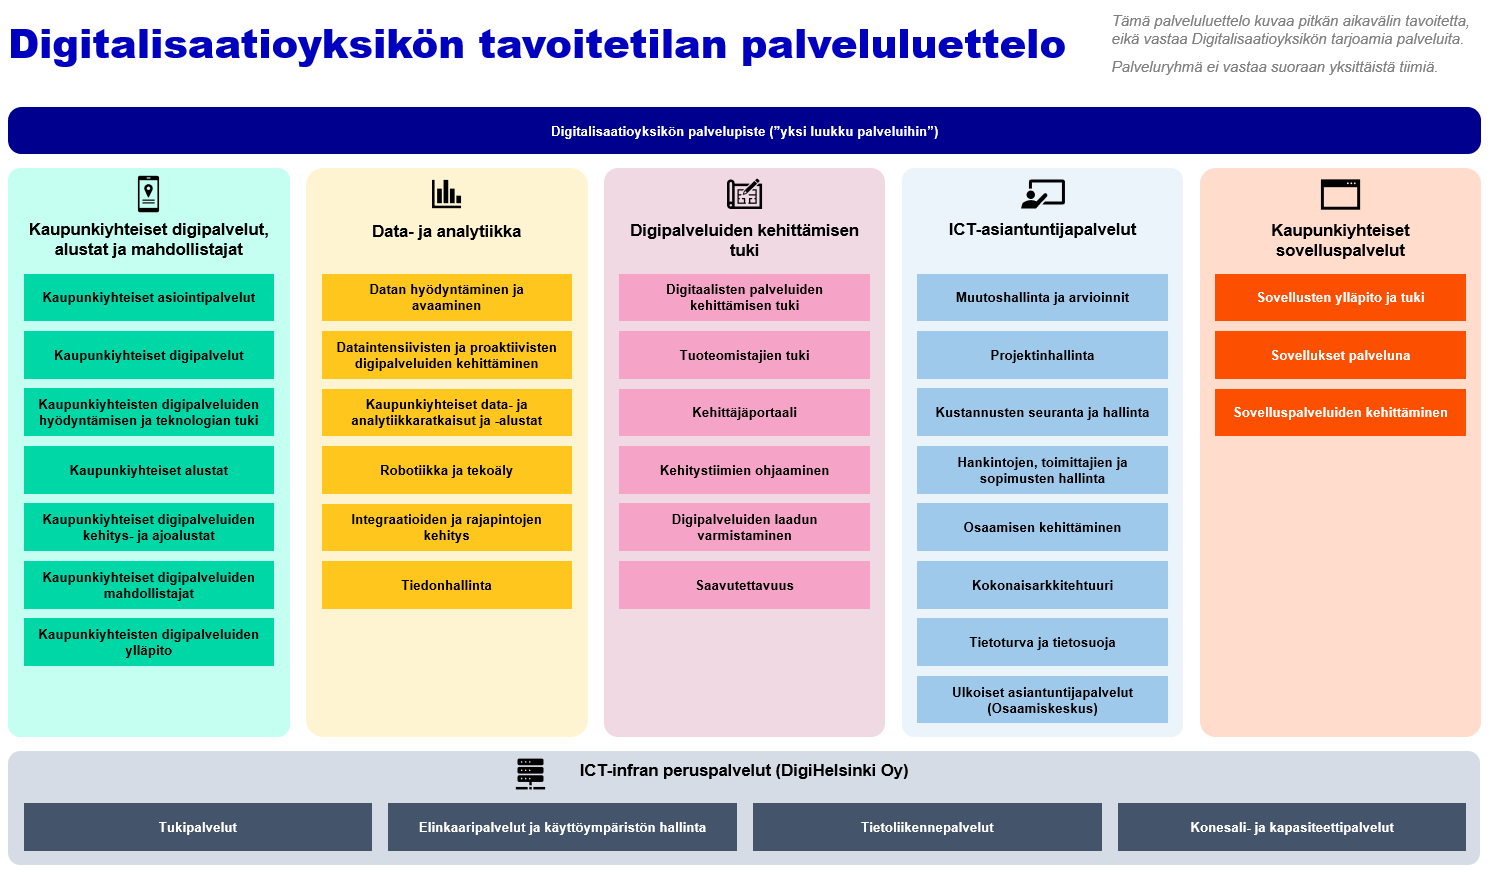 Digitalisaatioyksikön tavoitetilan palveluluettelo
Tämä palveluluettelo kuvaa pitkän aikavälin tavoitetta,
eikä vastaa Digitalisaatioyksikön tarjoamia palveluita.
Palveluryhmä ei vastaa suoraan yksittäistä tiimiä.
Digitalisaatioyksikön palvelupiste (”yksi luukku palveluihin”)
Kaupunkiyhteiset digipalvelut,
alustat ja mahdollistajat
Kaupunkiyhteiset asiointipalvelut
Kaupunkiyhteiset digipalvelut
Kaupunkiyhteisten digipalveluiden
hyödyntämisen ja teknologian tuki
Kaupunkiyhteiset alustat
Kaupunkiyhteiset digipalveluiden
kehitys- ja ajoalustat
Kaupunkiyhteiset digipalveluiden
mahdollistajat
Kaupunkiyhteisten digipalveluiden
ylläpito
Data- ja analytiikka
Datan hyödyntäminen ja
avaaminen
Dataintensiivisten ja proaktiivisten
digipalveluiden kehittäminen
Kaupunkiyhteiset data- ja
analytiikkaratkaisut ja -alustat
Robotiikka ja tekoäly
Integraatioiden ja rajapintojen
kehitys
Tiedonhallinta
Digipalveluiden kehittämisen
tuki
Digitaalisten palveluiden
kehittämisen tuki
Tuoteomistajien tuki
Kehittäjäportaali
Kehitystiimien ohjaaminen
Digipalveluiden laadun
varmistaminen
Saavutettavuus
ICT-asiantuntijapalvelut
Muutoshallinta ja arvioinnit
Projektinhallinta
Kustannusten seuranta ja hallinta
Hankintojen, toimittajien ja
sopimusten hallinta
Osaamisen kehittäminen
Kokonaisarkkitehtuuri
Tietoturva ja tietosuoja
Ulkoiset asiantuntijapalvelut
(Osaamiskeskus)
Kaupunkiyhteiset
sovelluspalvelut
Sovellusten ylläpito ja tuki
Sovellukset palveluna
Sovelluspalveluiden kehittäminen
ICT-infran peruspalvelut (DigiHelsinki Oy)
Tukipalvelut
Elinkaaripalvelut ja käyttöympäristön hallinta
Tietoliikennepalvelut
Konesali- ja kapasiteettipalvelut